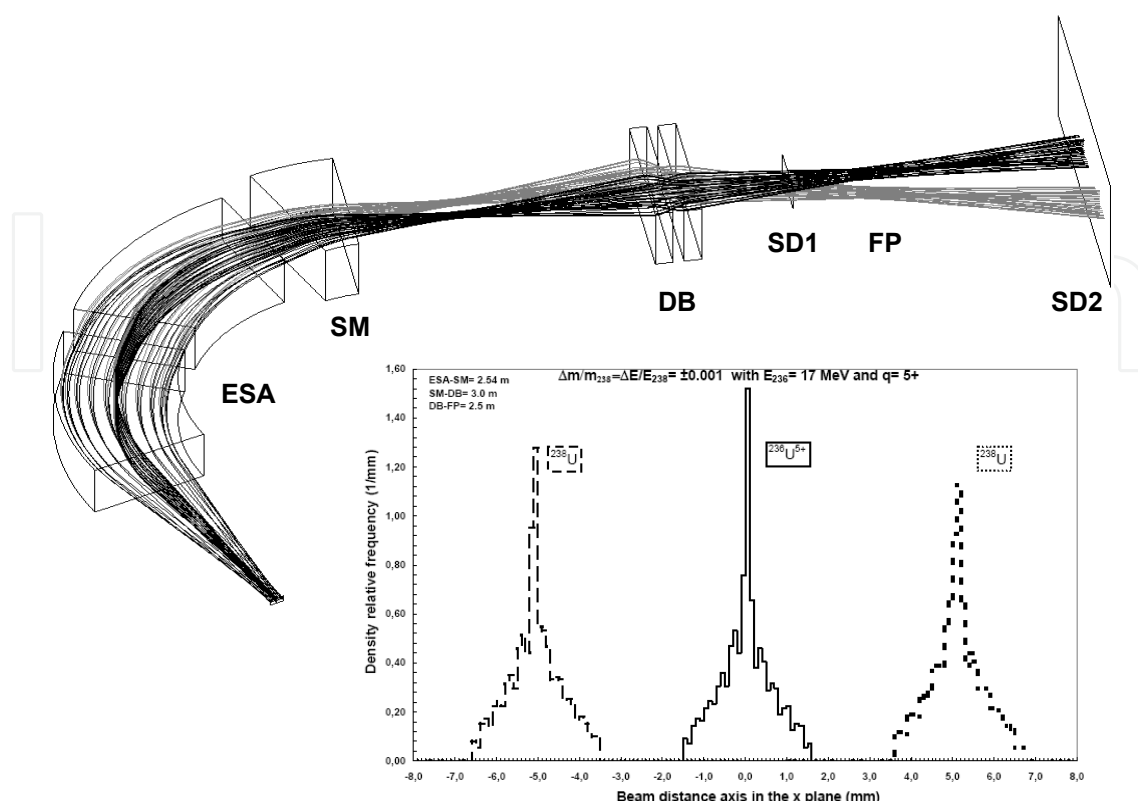 SD1
FP
DB
SM
SD2
ESA
Δm/m₂₃₈=ΔE/E₂₃₈= ±0.001 with E₂₃₆= 17 MeV and q= 5+
ESA-SM= 2.54 m
SM-DB= 3.0 m
DB-FP= 2.5 m
²³⁸U
²³⁶U⁵⁺
²³⁸U
Density relative frequency (1/mm)
1,60
1,40
1,20
1,00
0,80
0,60
0,40
0,20
0,00
-8,0 -7,0 -6,0 -5,0 -4,0 -3,0 -2,0 -1,0 0,0 1,0 2,0 3,0 4,0 5,0 6,0 7,0 8,0
Beam distance axis in the x plane (mm)